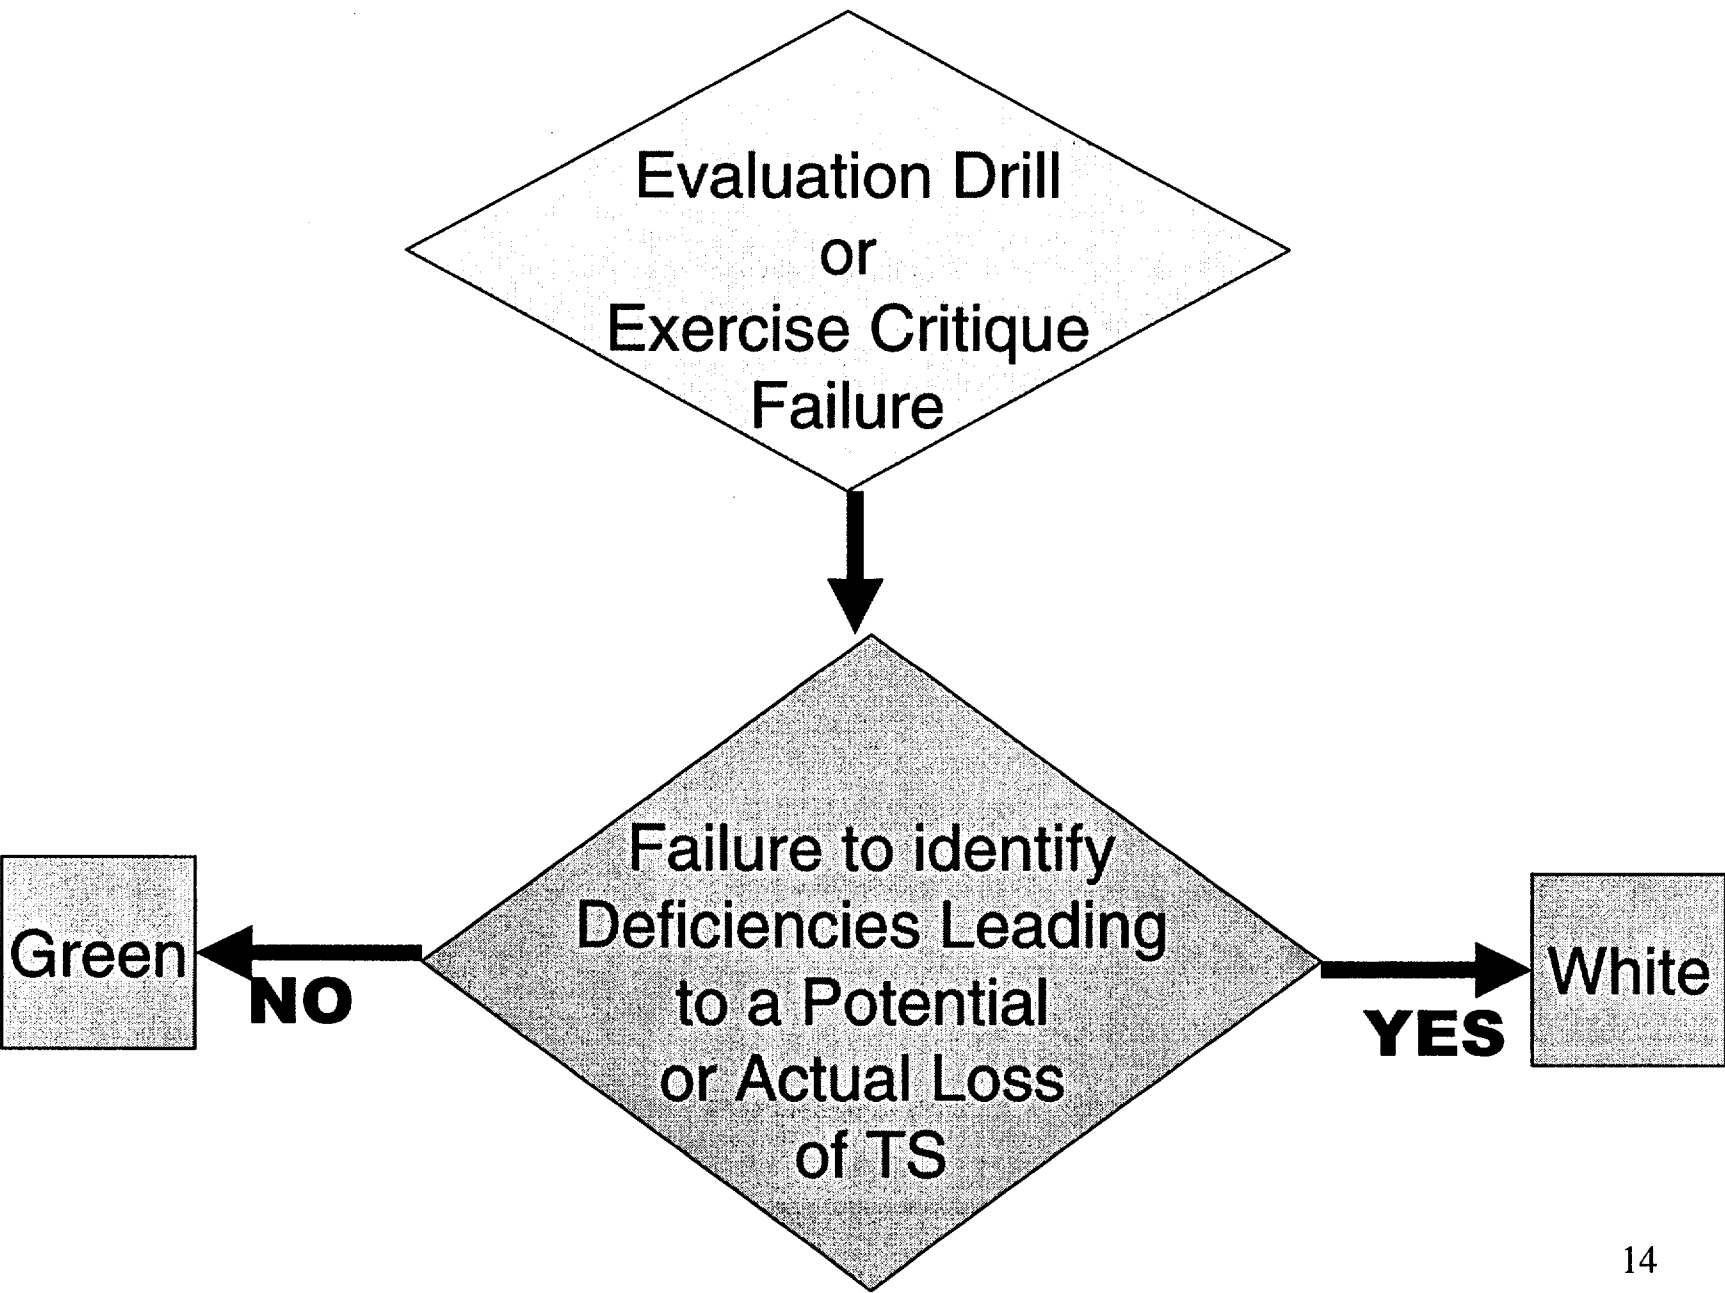 Evaluation Drill
or
Exercise Critique
Failure
Failure to identify
Deficiencies Leading
to a Potential
or Actual Loss
of TS
Green
NO
YES
White
14